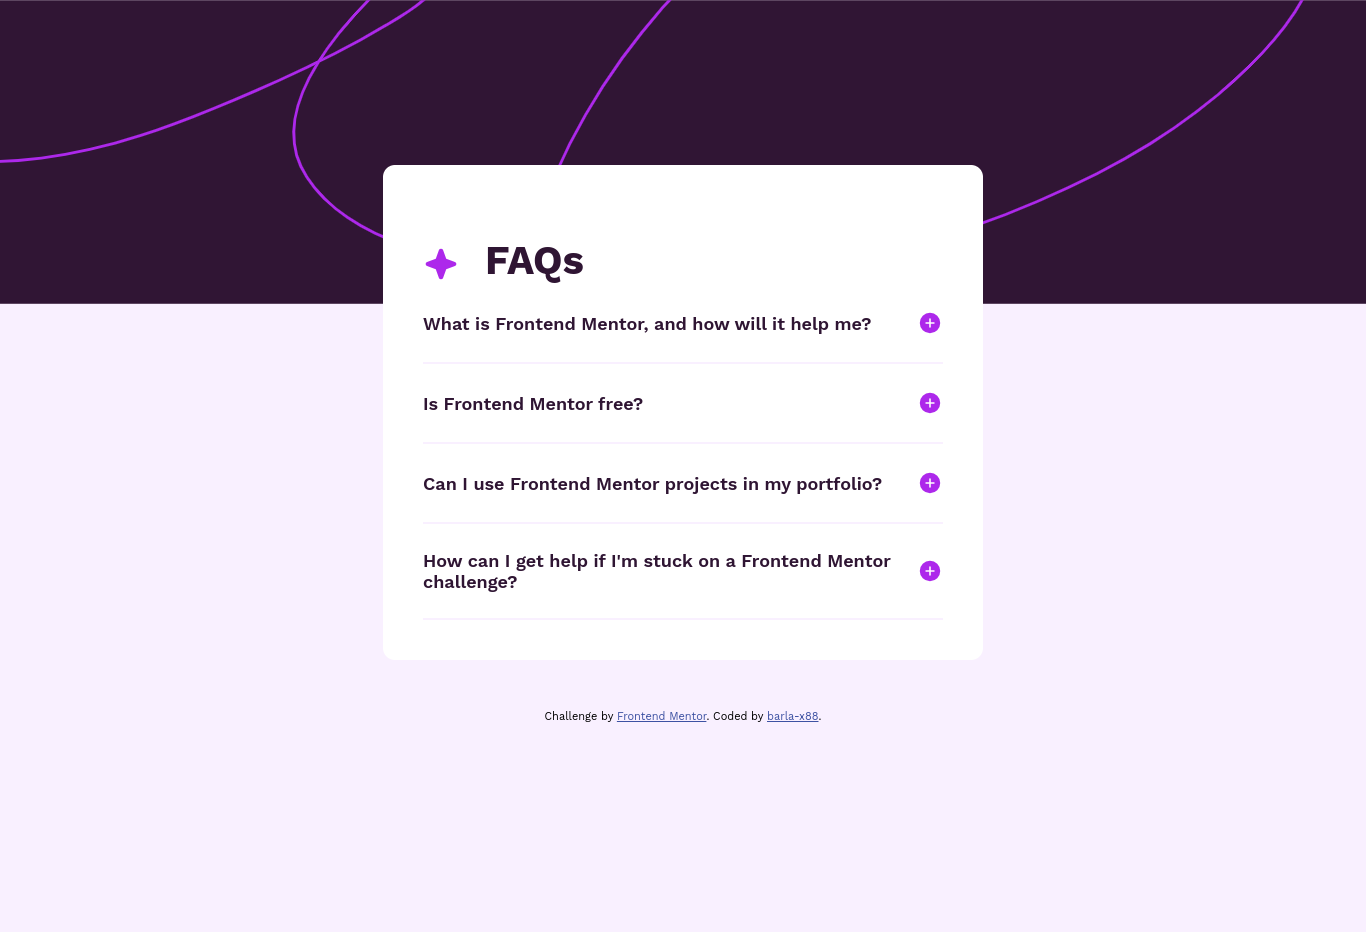 FAQs
What is Frontend Mentor, and how will it help me?
Is Frontend Mentor free?
Can I use Frontend Mentor projects in my portfolio?
How can I get help if I'm stuck on a Frontend Mentor
challenge?
Challenge by Frontend Mentor. Coded by barla-x88.